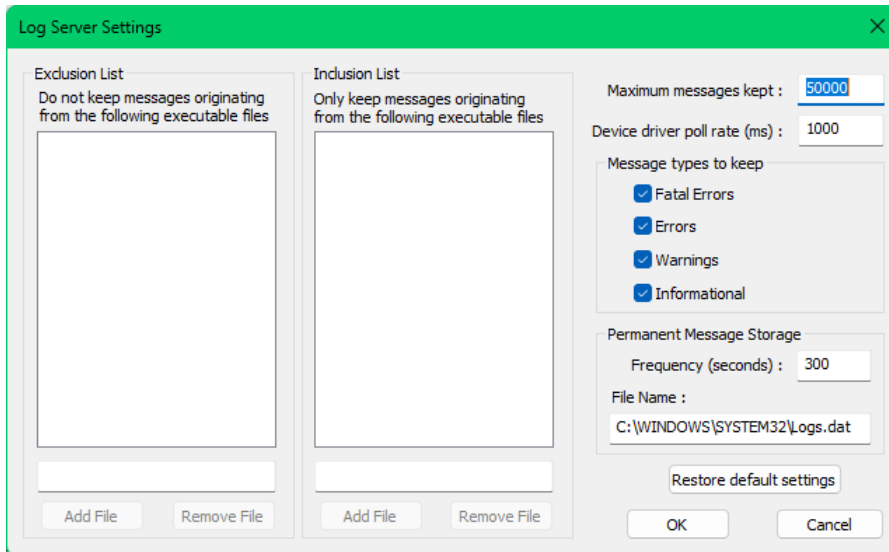 Log Server Settings
Exclusion List
Do not keep messages originating
from the following executable files
Add File
Remove File
Inclusion List
Only keep messages originating
from the following executable files
Add File
Remove File
Maximum messages kept : 50000
Device driver poll rate (ms) : 1000
Message types to keep
Fatal Errors
Errors
Warnings
Informational
Permanent Message Storage
Frequency (seconds) : 300
File Name :
C:\WINDOWS\SYSTEM32\Logs.dat
Restore default settings
OK
Cancel